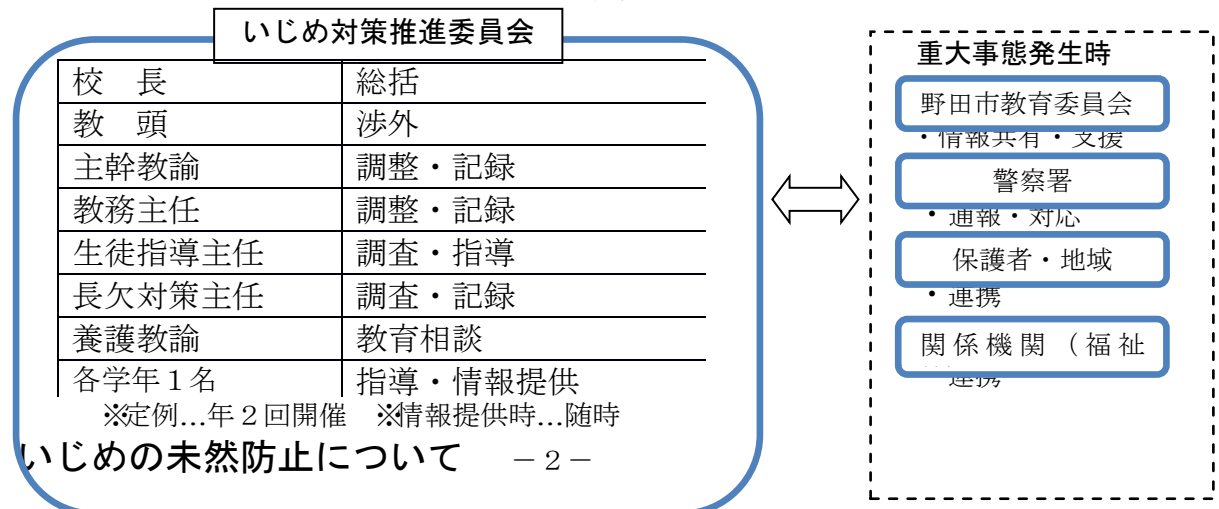 いじめ対策推進委員会
校　長　総括
教　頭　渉外
主幹教諭　調整・記録
教務主任　調整・記録
生徒指導主任　調査・指導
長欠対策主任　調査・記録
養護教諭　教育相談
各学年１名　指導・情報提供
※定例…年２回開催　※情報提供時…随時
いじめの未然防止について　－２－
重大事態発生時
野田市教育委員会
・情報共有・支援
警察署
・通報・対応
保護者・地域
・連携
関係機関（福祉
連携